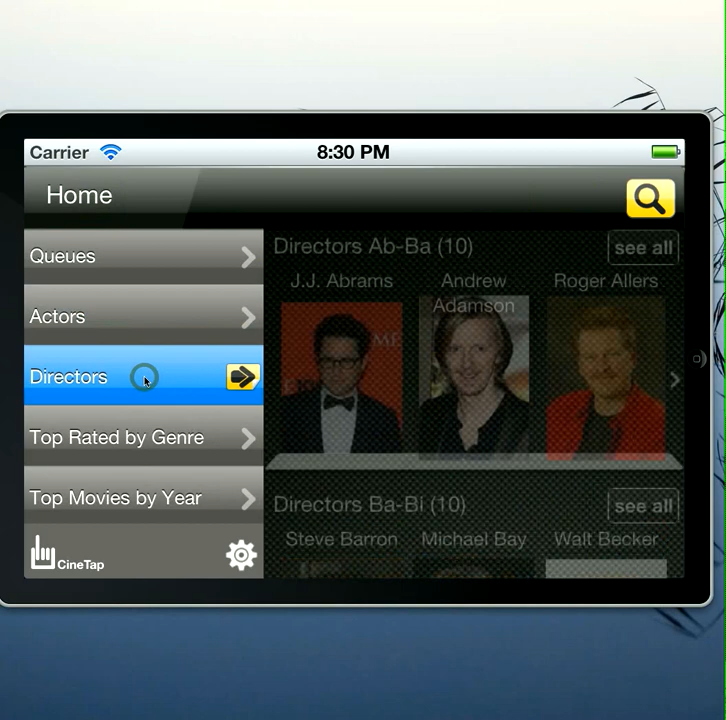 Carrier
8:30 PM
Home
Queues
Actors
Directors
Top Rated by Genre
Top Movies by Year
CineTap
Directors Ab-Ba (10)
see all
J.J. Abrams
Andrew
Adamson
Roger Allers
Directors Ba-Bi (10)
see all
Steve Barron
Michael Bay
Walt Becker